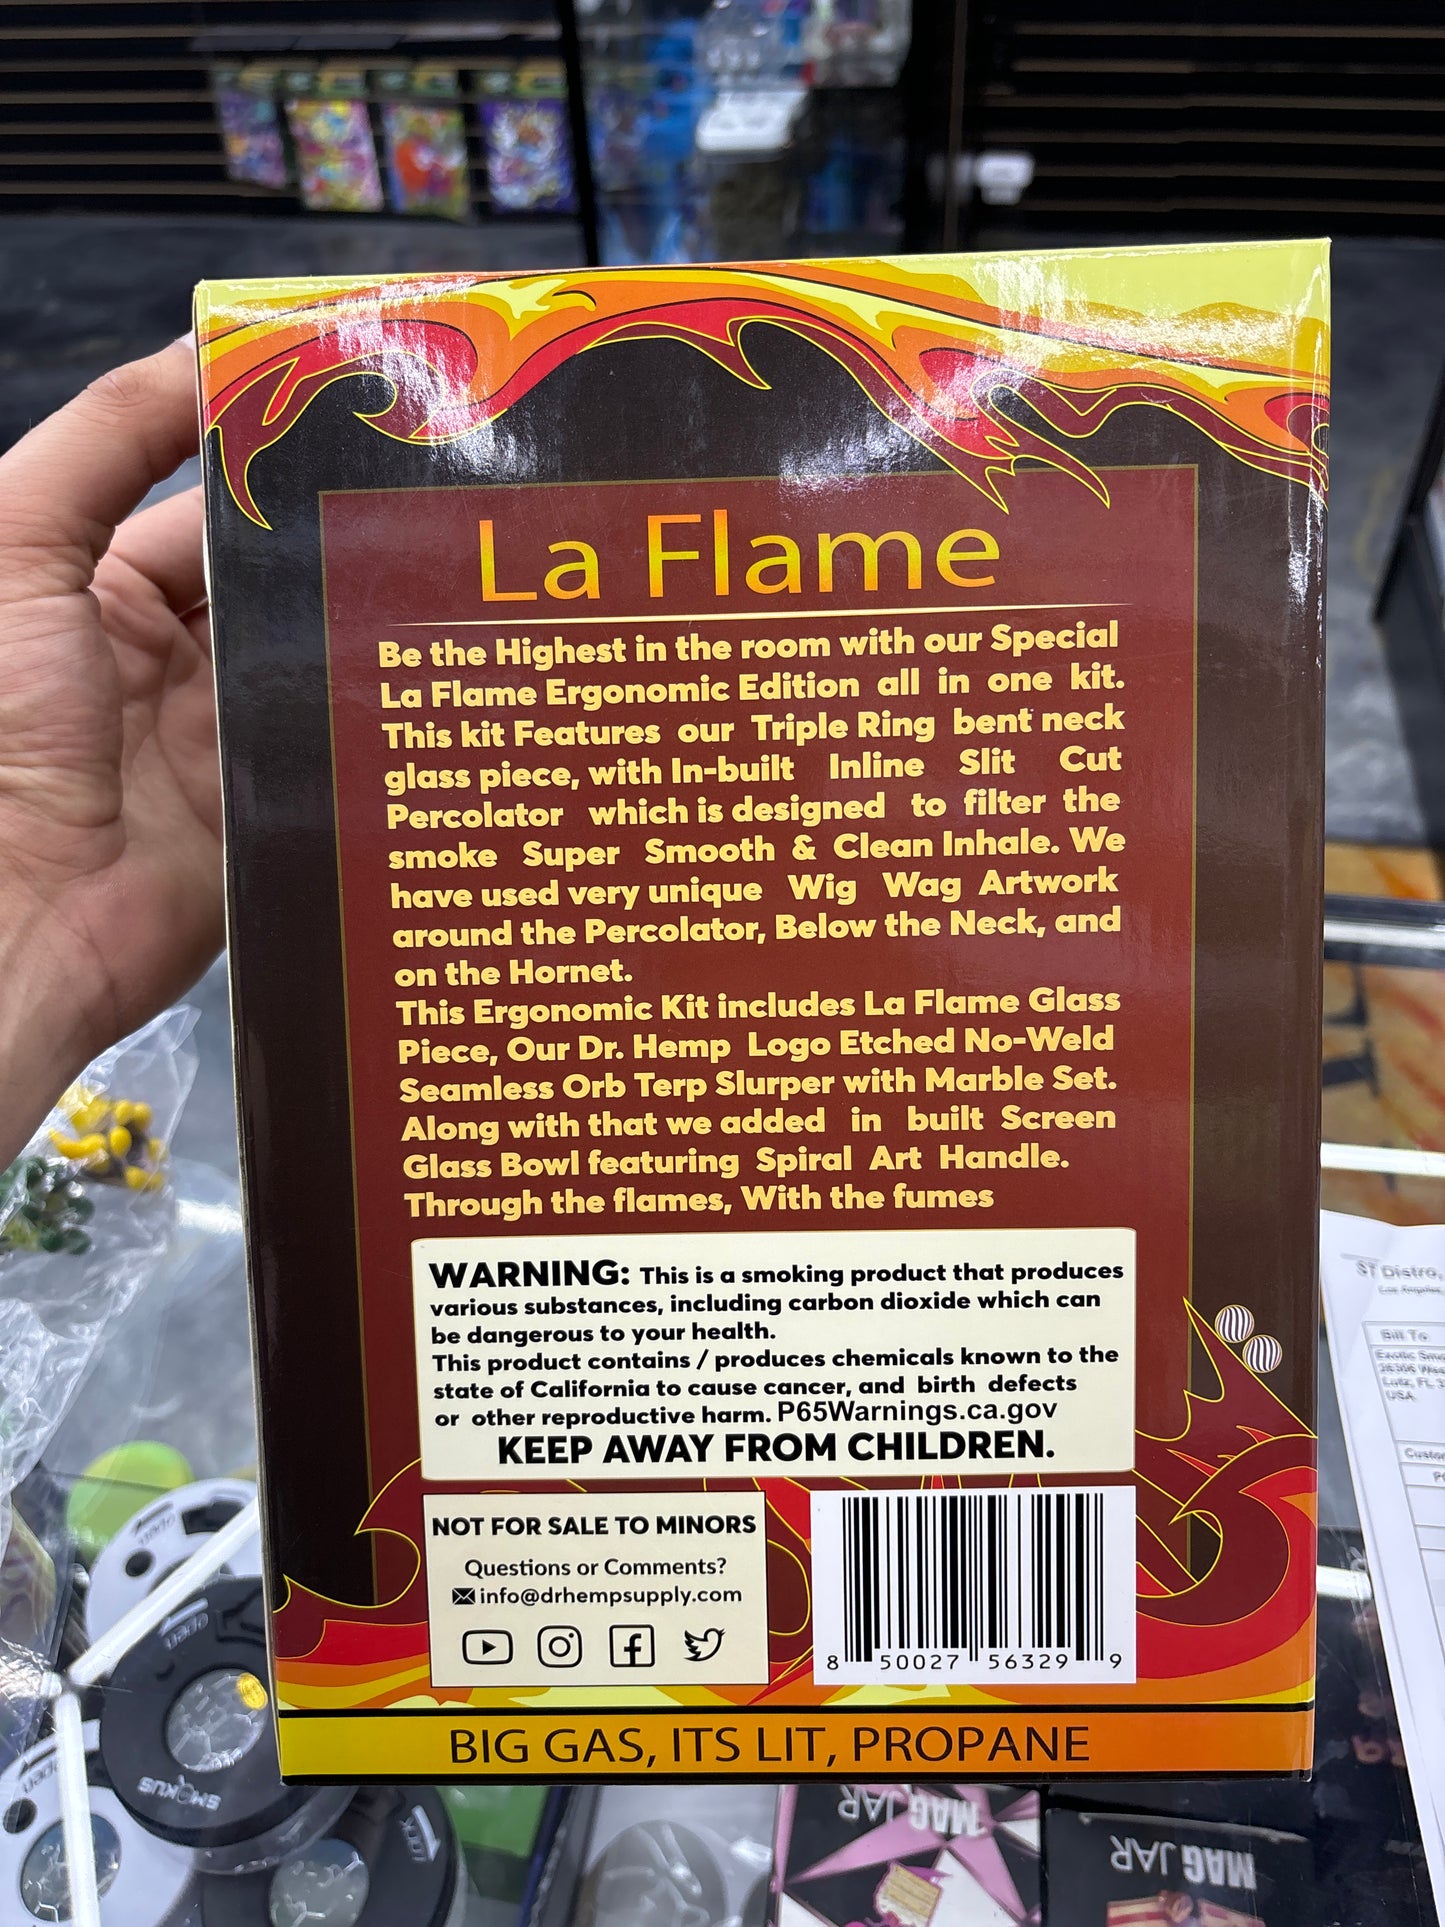 La Flame
Be the Highest in the room with our Special
La Flame Ergonomic Edition all in one kit.
This kit Features our Triple Ring bent neck
glass piece, with In-built Inline Slit Cut
Percolator which is designed to filter the
smoke Super Smooth & Clean Inhale. We
have used very unique Wig Wag Artwork
around the Percolator, Below the Neck, and
on the Hornet.
This Ergonomic Kit includes La Flame Glass
Piece, Our Dr. Hemp Logo Etched No-Weld
Seamless Orb Terp Slurper with Marble Set.
Along with that we added in built Screen
Glass Bowl featuring Spiral Art Handle.
Through the flames, With the fumes
WARNING: This is a smoking product that produces
various substances, including carbon dioxide which can
be dangerous to your health.
This product contains / produces chemicals known to the
state of California to cause cancer, and birth defects
or other reproductive harm. P65Warnings.ca.gov
KEEP AWAY FROM CHILDREN.
NOT FOR SALE TO MINORS
Questions or Comments?
info@drhempsupply.com
8 50027 56329 9
BIG GAS, ITS LIT, PROPANE
Distro,
Bill To
USA
OPEN
OPEN
SMOKUS
LOCK
MAG JAR
MAG JAR